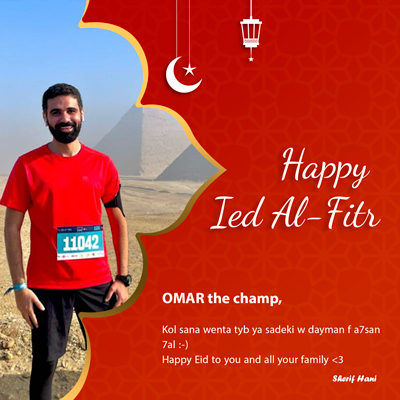 11042
Happy
Ied Al-Fitr
OMAR the champ,
Kol sana wenta tyb ya sadeki w dayman f a7san
7al :-)
Happy Eid to you and all your family <3
Sherif Hani